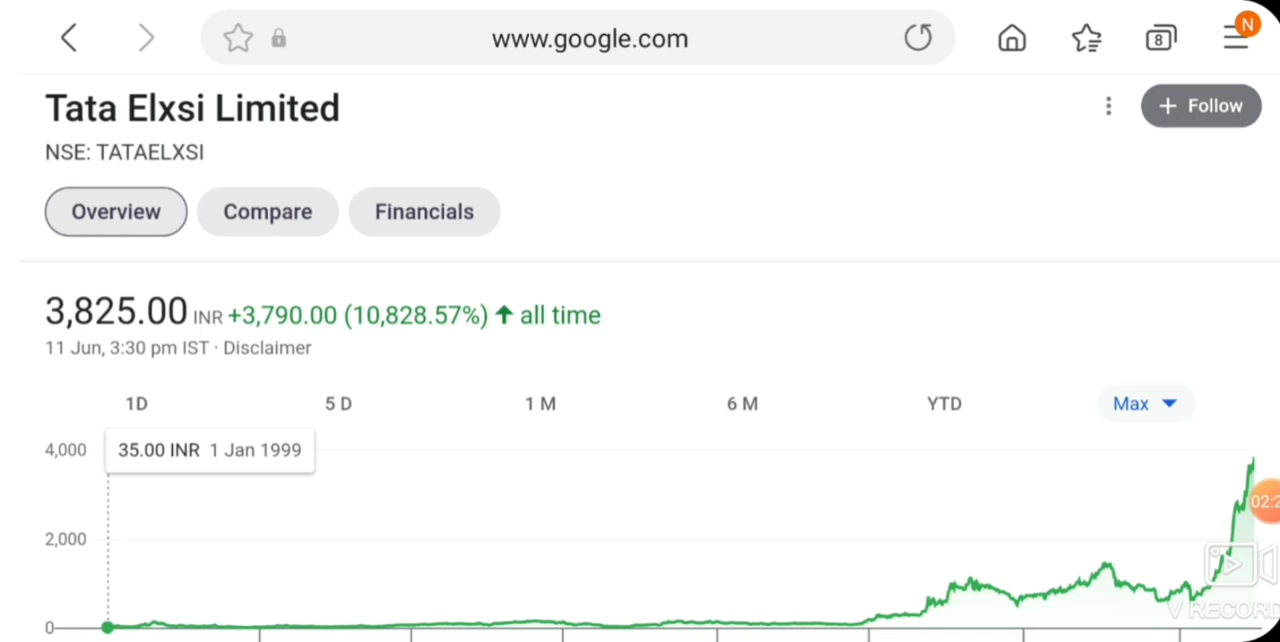 www.google.com
8
N
Tata Elxsi Limited
+ Follow
NSE: TATAELXSI
Overview Compare Financials
3,825.00 INR +3,790.00 (10,828.57%) ↑ all time
11 Jun, 3:30 pm IST · Disclaimer
1D 5 D 1 M 6 M YTD Max
4,000
35.00 INR 1 Jan 1999
2,000
0
V RECORD